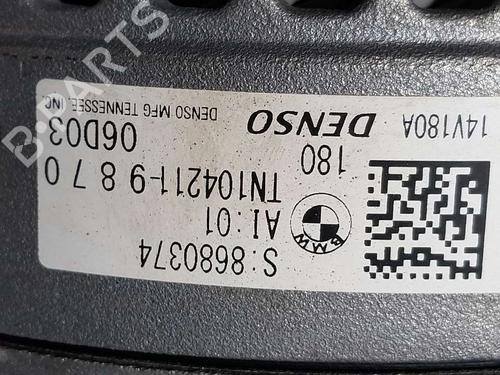 14V180A
DENSO
DENSO MFG TENNESSEE, INC
180
06D03
TN104211-9870
AI:01
BMW
S:8680374
B-PARTS